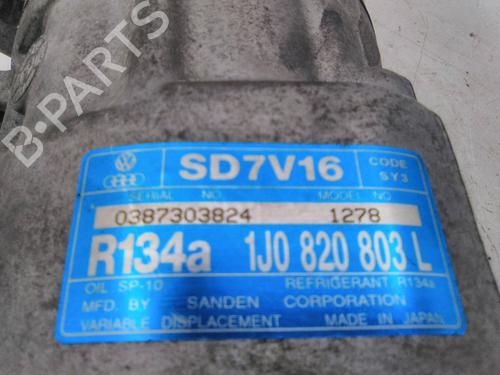 B-PARTS
SD7V16
CODE
SY3
SERIAL NO.
MODEL NO
0387303824
1278
R134a 1J0 820 803 L
OIL SP-10
REFRIGERANT R134a
MFD. BY SANDEN CORPORATION
VARIABLE DISPLACEMENT MADE IN JAPAN